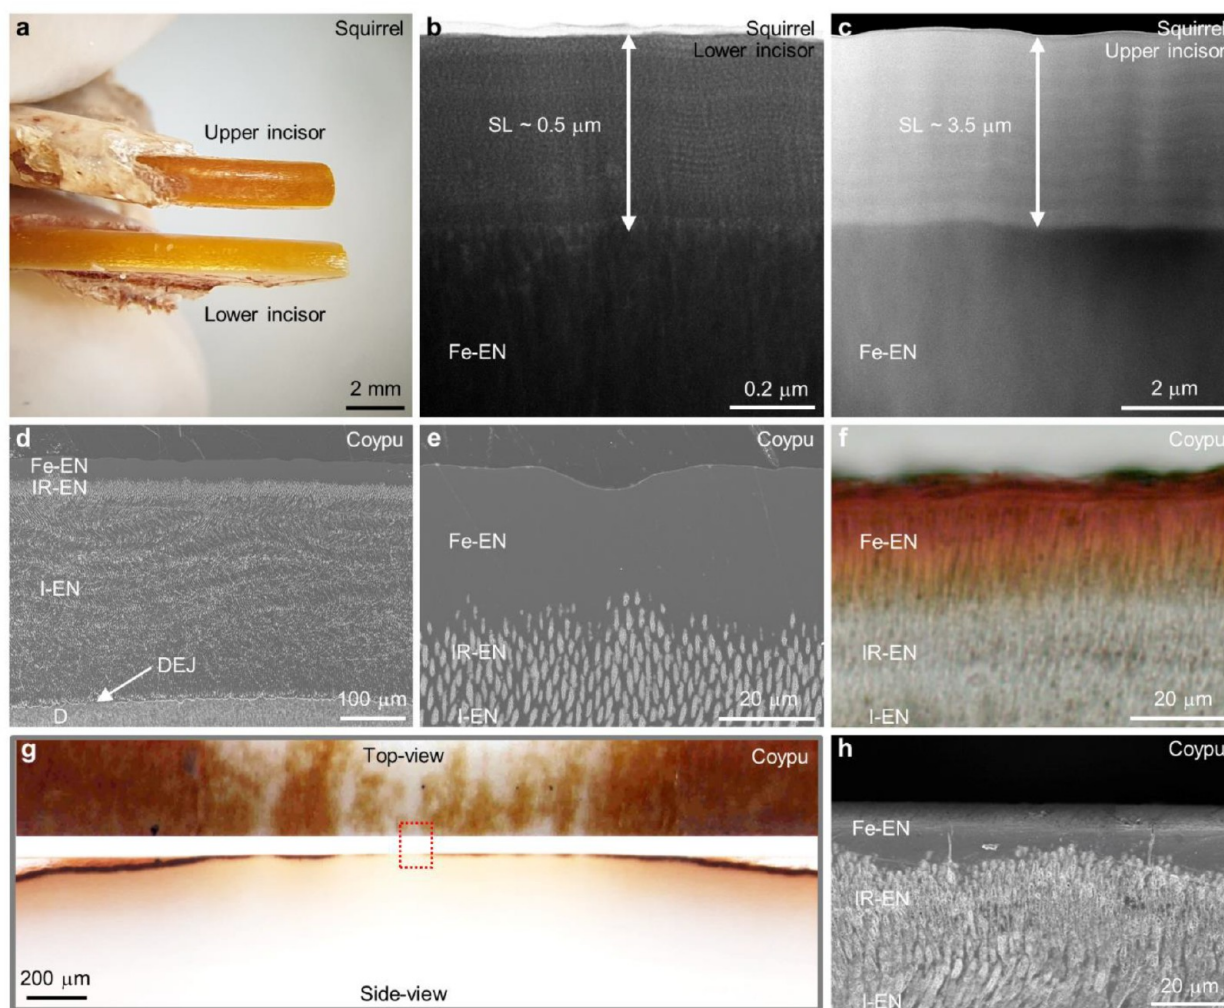 a
Squirrel
Upper incisor
Lower incisor
2 mm
b
Squirrel
Lower incisor
SL ~ 0.5 μm
Fe-EN
0.2 μm
c
Squirrel
Upper incisor
SL ~ 3.5 μm
Fe-EN
2 μm
d
Coypu
Fe-EN
IR-EN
I-EN
DEJ
D
100 μm
e
Coypu
Fe-EN
IR-EN
I-EN
20 μm
f
Coypu
Fe-EN
IR-EN
I-EN
20 μm
g
Top-view
Coypu
200 μm
Side-view
h
Coypu
Fe-EN
IR-EN
I-EN
20 μm